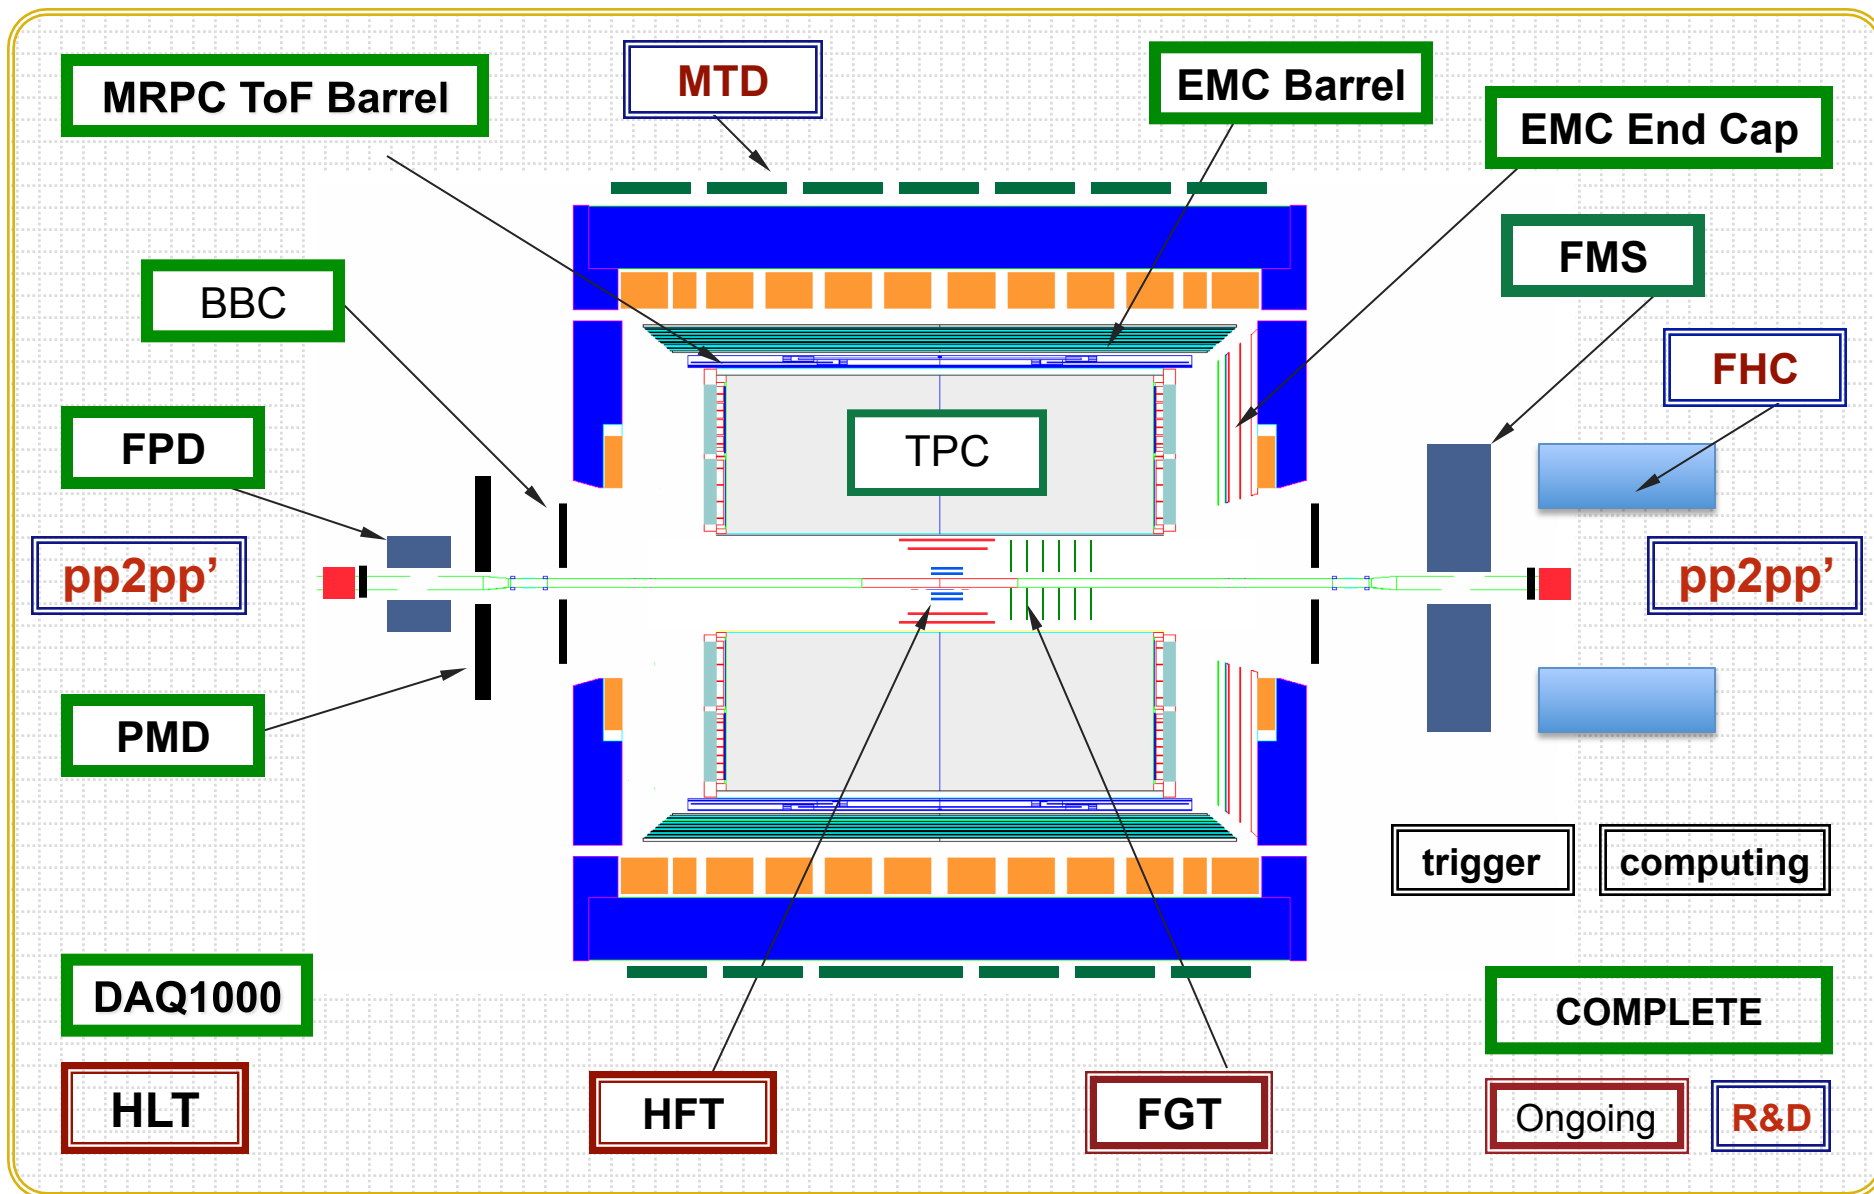 MRPC ToF Barrel
MTD
EMC Barrel
EMC End Cap
BBC
FMS
FHC
FPD
TPC
pp2pp’
pp2pp’
PMD
trigger
computing
DAQ1000
COMPLETE
HLT
HFT
FGT
Ongoing
R&D